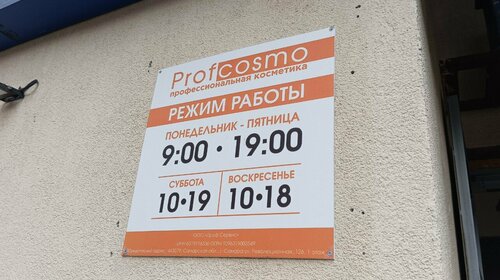 Profcosmo
профессиональная косметика
РЕЖИМ РАБОТЫ
ПОНЕДЕЛЬНИК - ПЯТНИЦА
9:00 • 19:00
СУББОТА
10•19
ВОСКРЕСЕНЬЕ
10•18